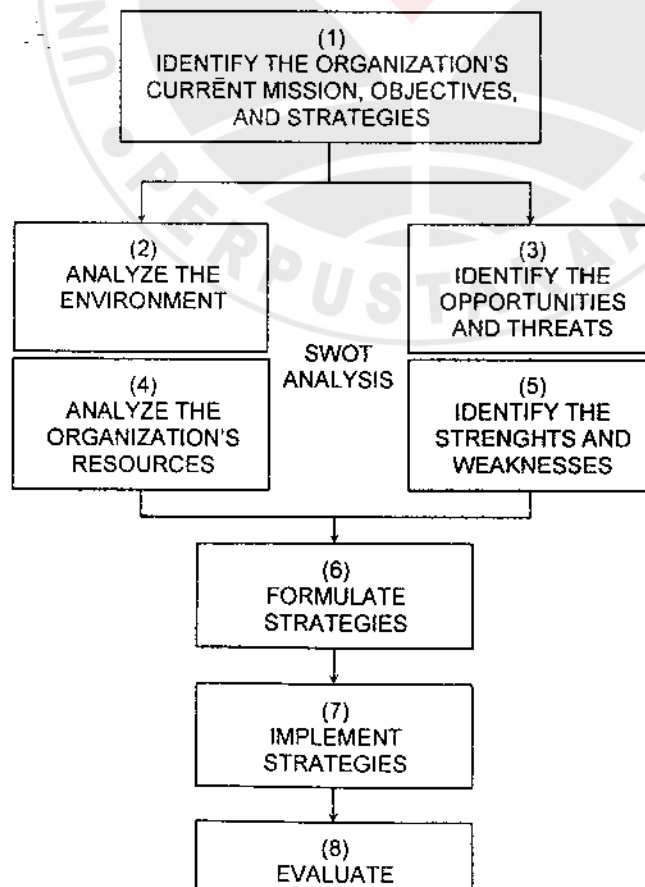 (1)
IDENTIFY THE ORGANIZATION'S
CURRENT MISSION, OBJECTIVES,
AND STRATEGIES
(2)
ANALYZE THE
ENVIRONMENT
(3)
IDENTIFY THE
OPPORTUNITIES
AND THREATS
SWOT
ANALYSIS
(4)
ANALYZE THE
ORGANIZATION'S
RESOURCES
(5)
IDENTIFY THE
STRENGHTS AND
WEAKNESSES
(6)
FORMULATE
STRATEGIES
(7)
IMPLEMENT
STRATEGIES
(8)
EVALUATE